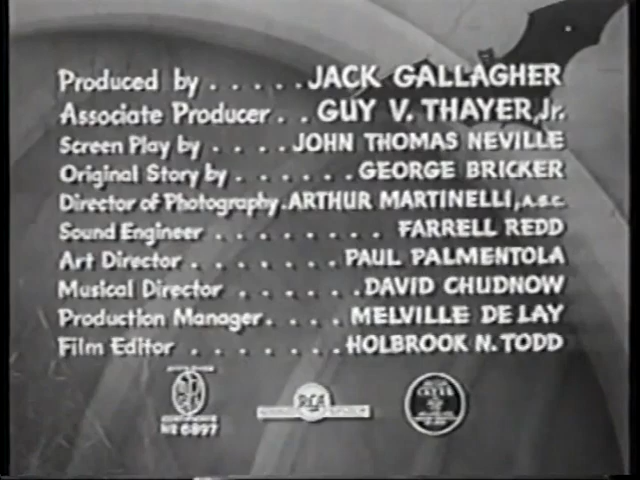 Produced by . . . . . JACK GALLAGHER
Associate Producer . . GUY V. THAYER, Jr.
Screen Play by . . . . JOHN THOMAS NEVILLE
Original Story by . . . . . . GEORGE BRICKER
Director of Photography . ARTHUR MARTINELLI, A.S.C.
Sound Engineer . . . . . . . . FARRELL REDD
Art Director . . . . . . . PAUL PALMENTOLA
Musical Director . . . . . . DAVID CHUDNOW
Production Manager . . . . MELVILLE DE LAY
Film Editor . . . . . . . HOLBROOK N. TODD
No 6897
RCA